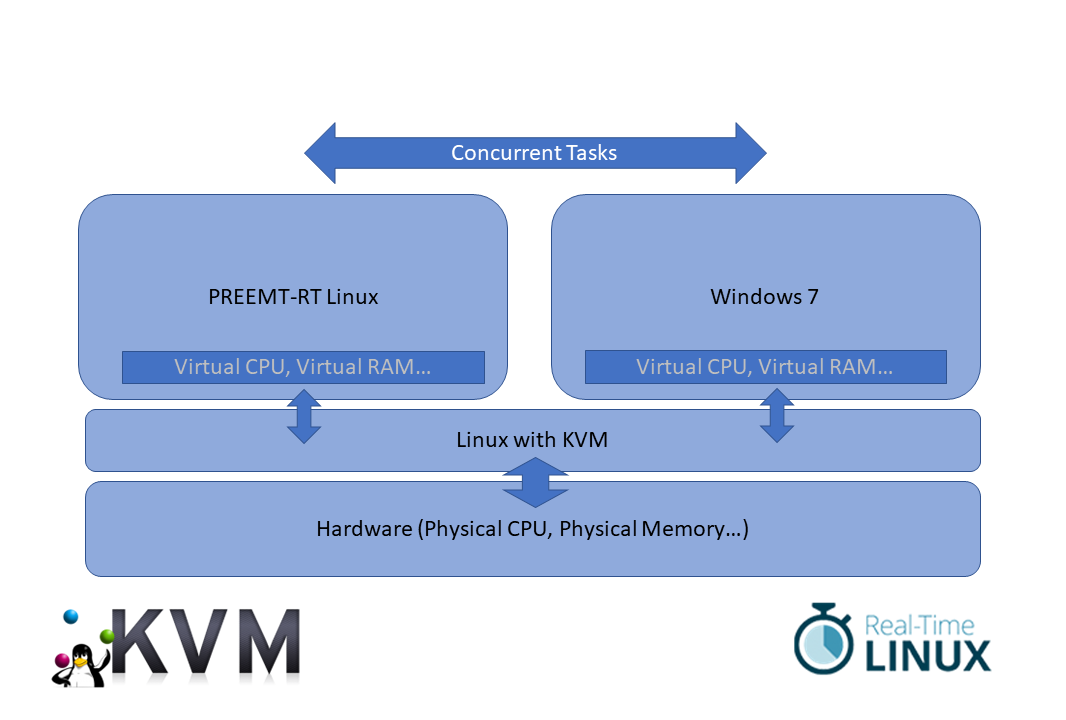 Concurrent Tasks
PREEMT-RT Linux
Windows 7
Virtual CPU, Virtual RAM…
Virtual CPU, Virtual RAM…
Linux with KVM
Hardware (Physical CPU, Physical Memory…)
KVM
Real-Time
LINUX